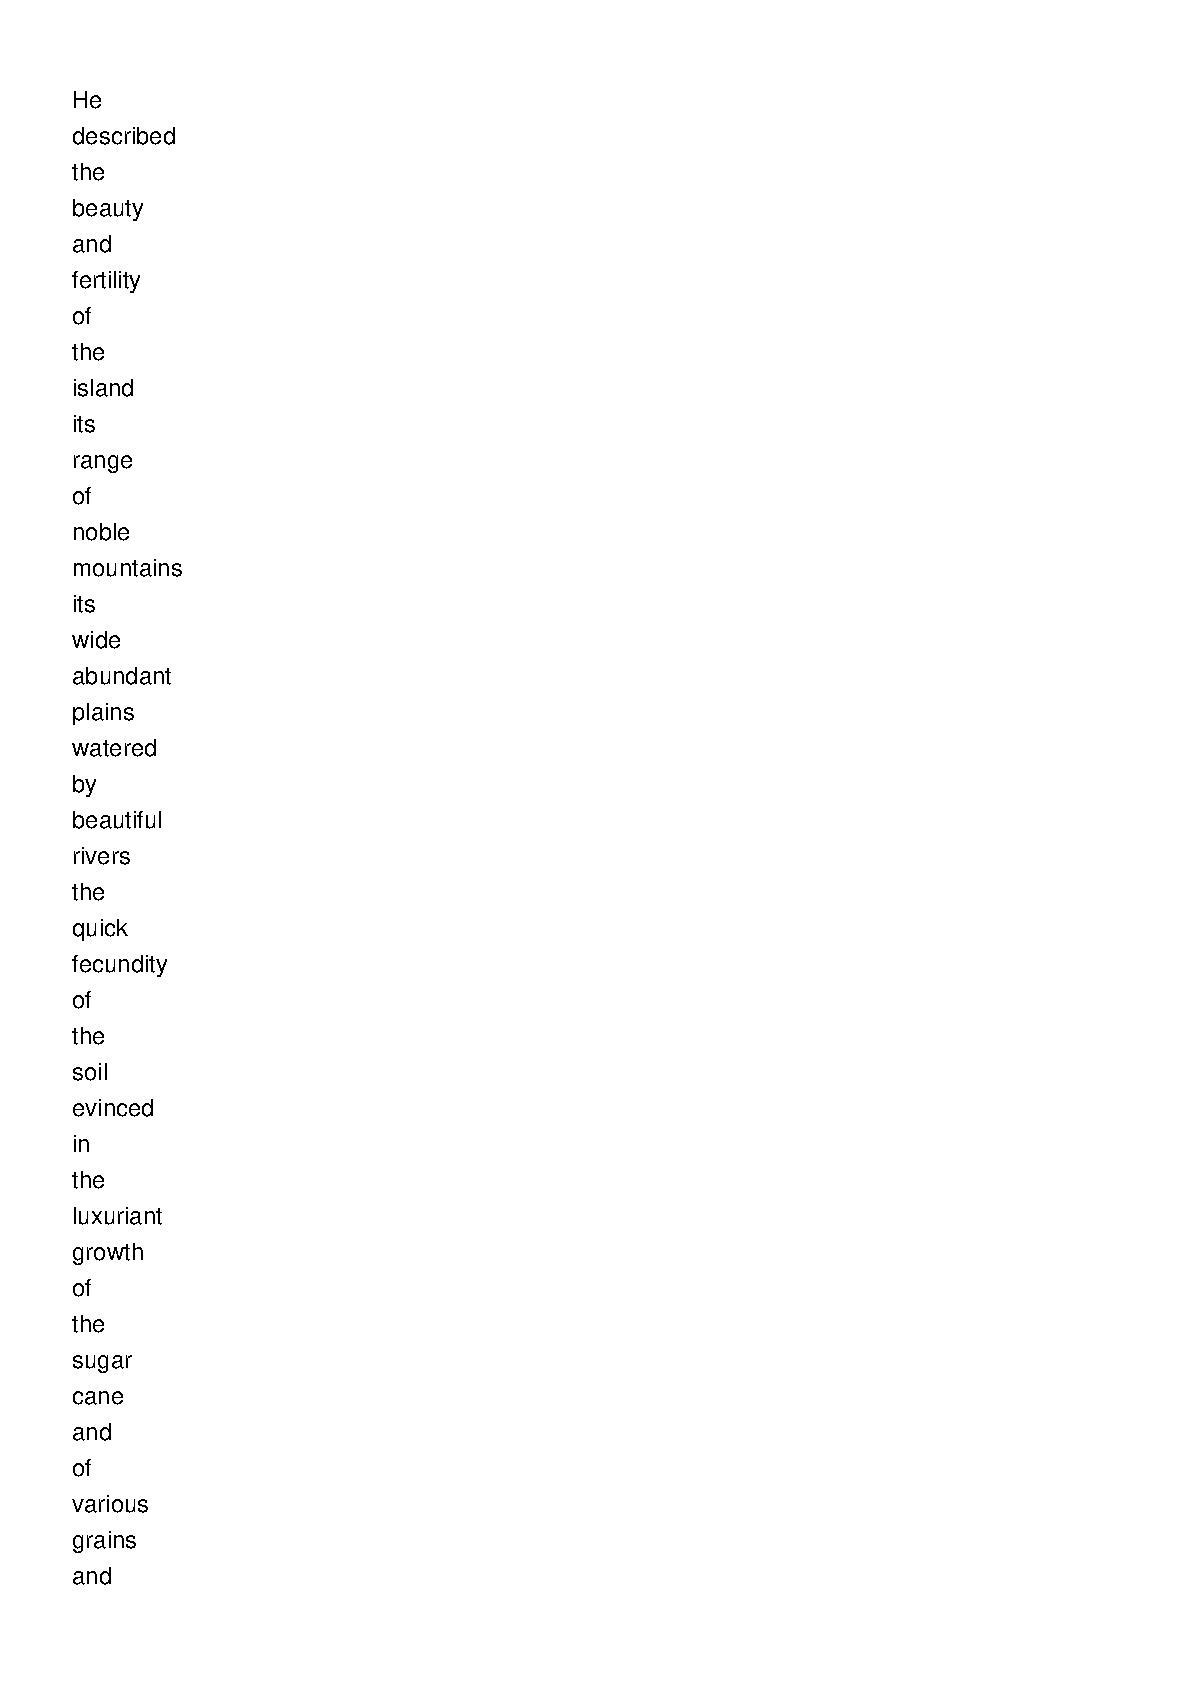 He
described
the
beauty
and
fertility
of
the
island
its
range
of
noble
mountains
its
wide
abundant
plains
watered
by
beautiful
rivers
the
quick
fecundity
of
the
soil
evinced
in
the
luxuriant
growth
of
the
sugar
cane
and
of
various
grains
and